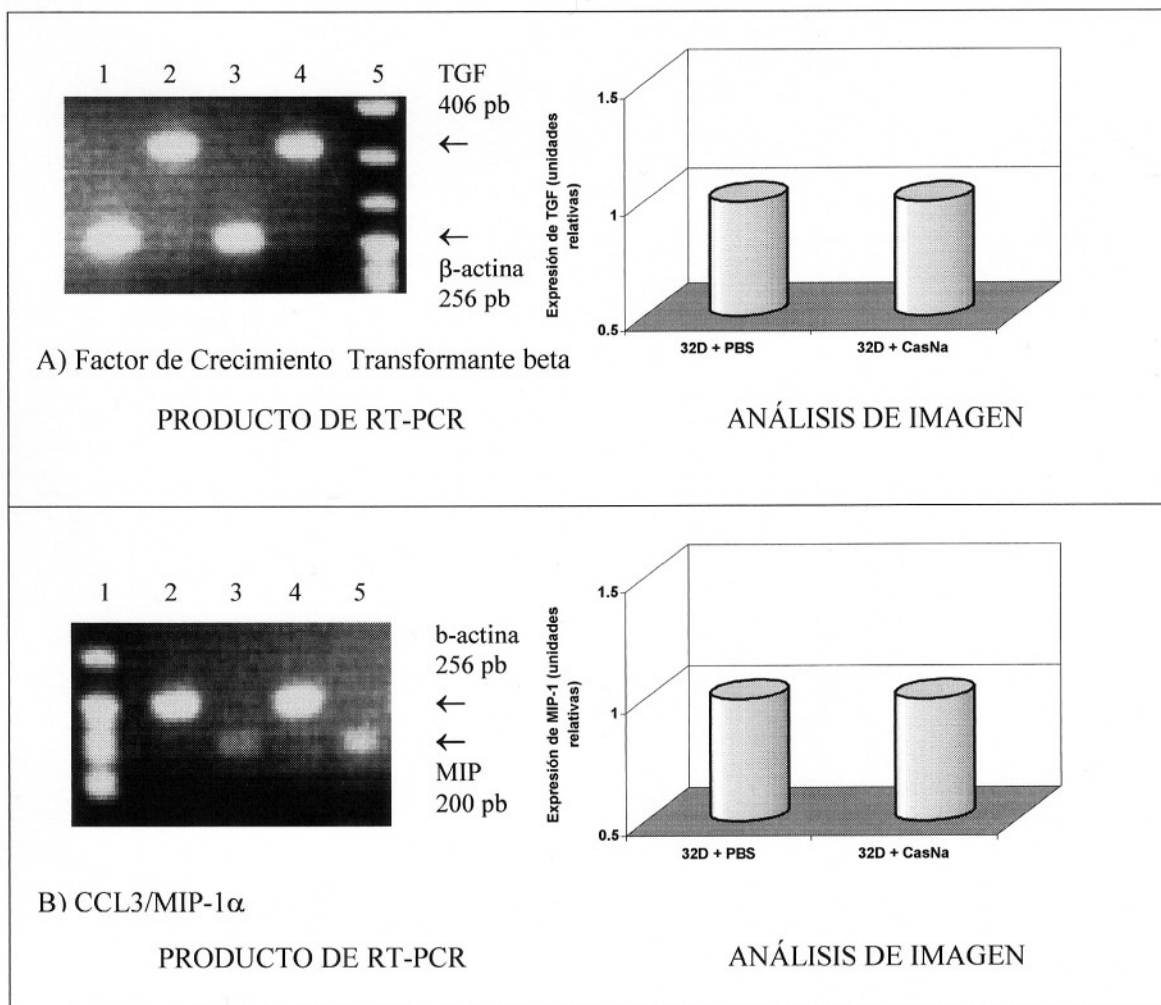 1 2 3 4 5
TGF
406 pb
←
←
β-actina
256 pb
A) Factor de Crecimiento Transformante beta
PRODUCTO DE RT-PCR
Expresión de TGF (unidades
relativas)
1.5
1
0.5
32D + PBS
32D + CasNa
ANÁLISIS DE IMAGEN
1 2 3 4 5
b-actina
256 pb
←
←
MIP
200 pb
B) CCL3/MIP-1α
PRODUCTO DE RT-PCR
Expresión de MIP-1 (unidades
relativas)
1.5
1
0.5
32D + PBS
32D + CasNa
ANÁLISIS DE IMAGEN